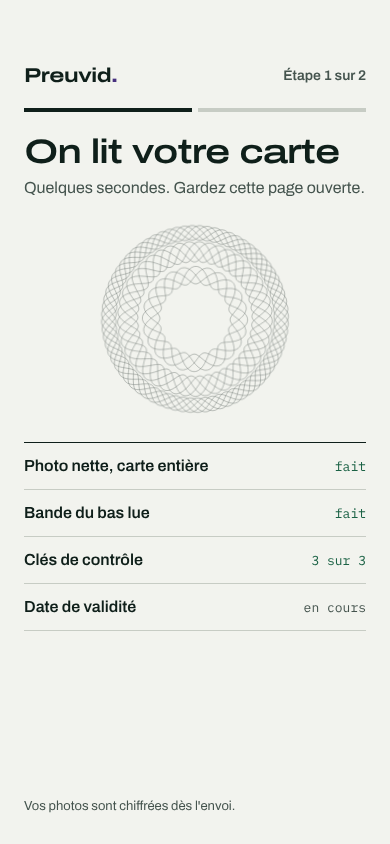 Preuvid.
Étape 1 sur 2
On lit votre carte
Quelques secondes. Gardez cette page ouverte.
Photo nette, carte entière fait
Bande du bas lue fait
Clés de contrôle 3 sur 3
Date de validité en cours
Vos photos sont chiffrées dès l'envoi.